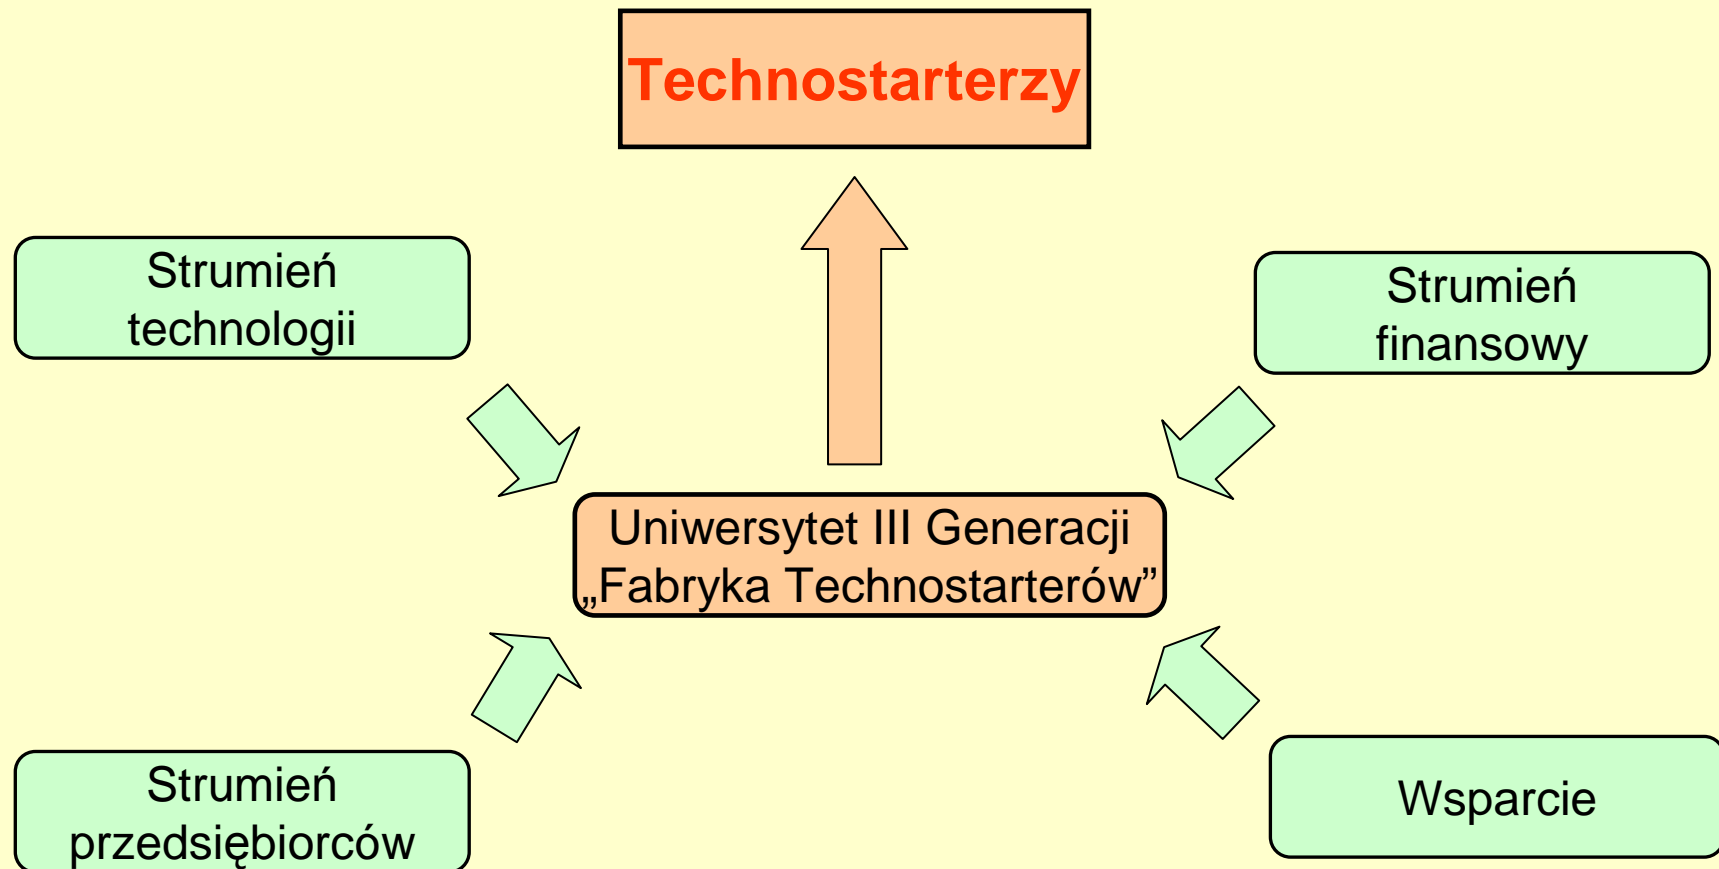 Technostarterzy
Strumień
technologii
Strumień
finansowy
Uniwersytet III Generacji
„Fabryka Technostarterów”
Strumień
przedsiębiorców
Wsparcie